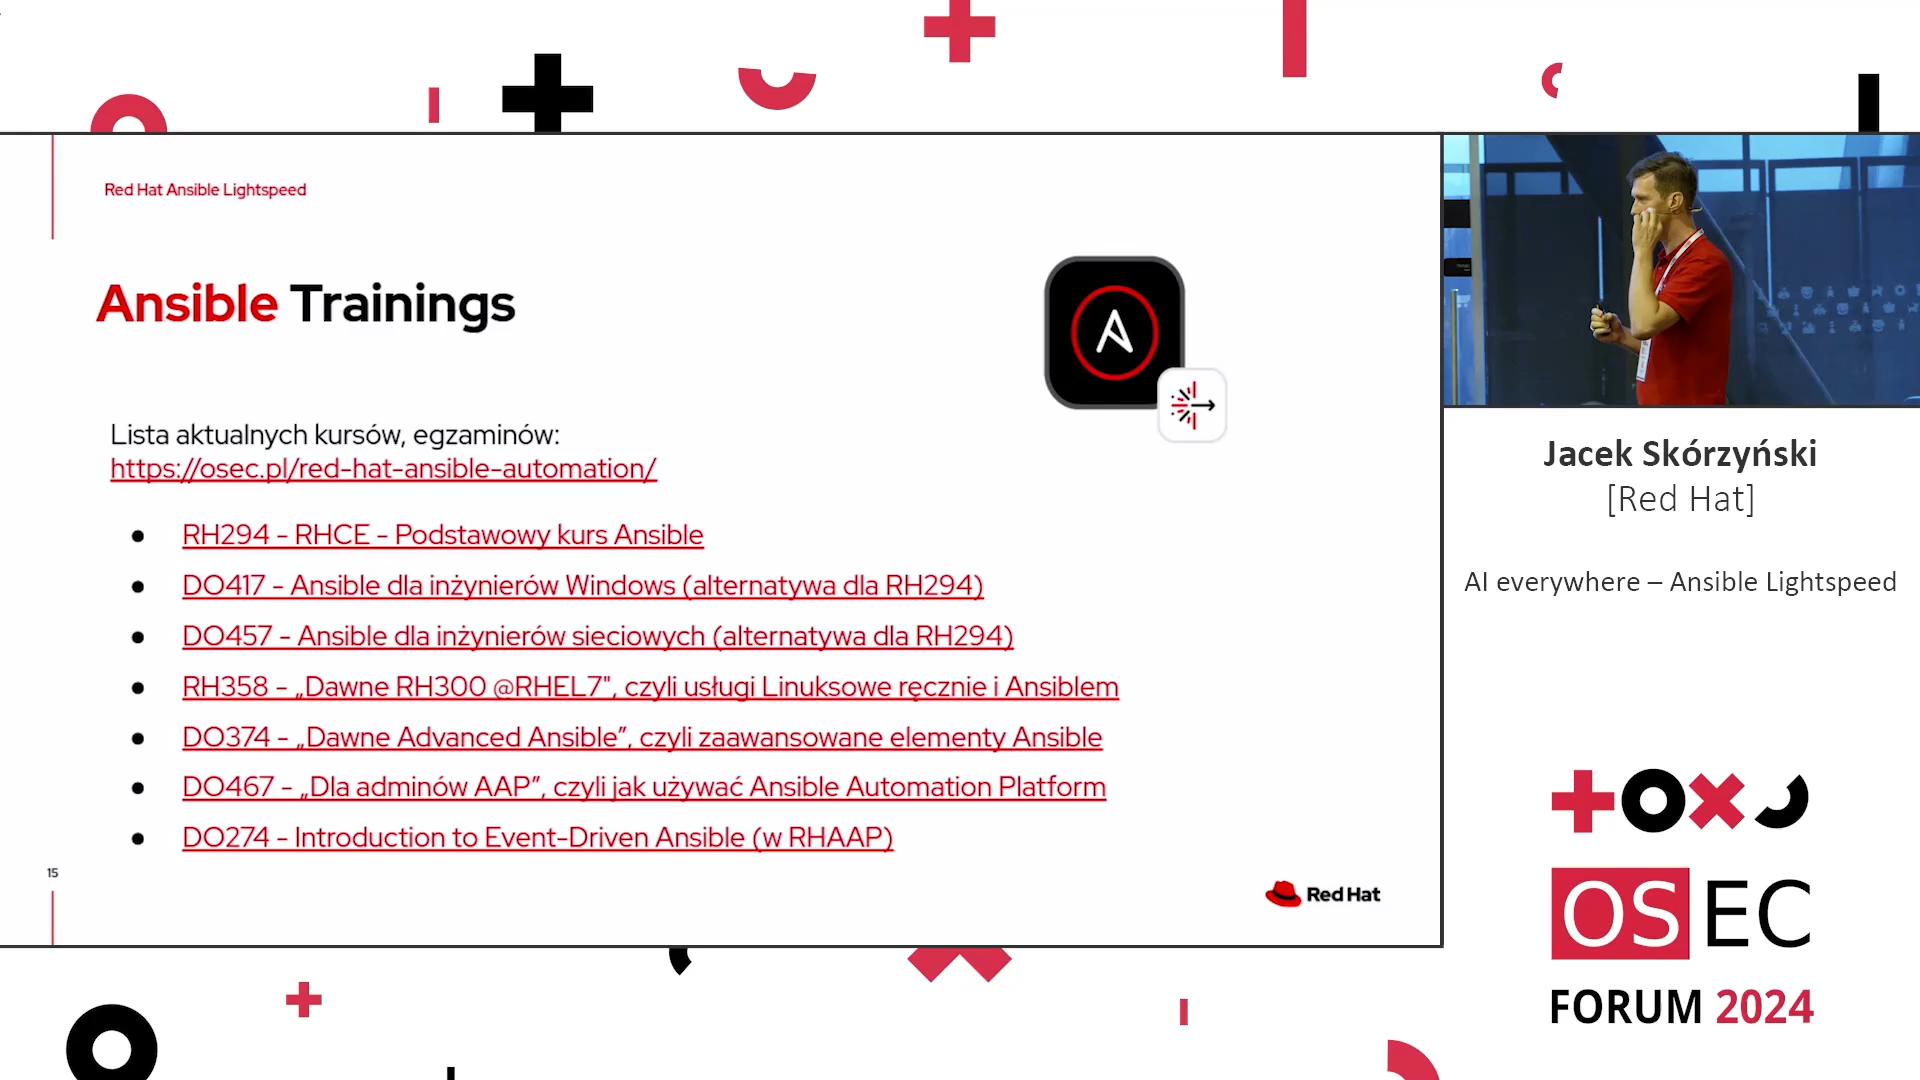 Red Hat Ansible Lightspeed
Ansible Trainings
Lista aktualnych kursów, egzaminów:
https://osec.pl/red-hat-ansible-automation/
RH294 - RHCE - Podstawowy kurs Ansible
DO417 - Ansible dla inżynierów Windows (alternatywa dla RH294)
DO457 - Ansible dla inżynierów sieciowych (alternatywa dla RH294)
RH358 - „Dawne RH300 @RHEL7", czyli usługi Linuksowe ręcznie i Ansiblem
DO374 - „Dawne Advanced Ansible”, czyli zaawansowane elementy Ansible
DO467 - „Dla adminów AAP”, czyli jak używać Ansible Automation Platform
DO274 - Introduction to Event-Driven Ansible (w RHAAP)
15
Red Hat
Jacek Skórzyński
[Red Hat]
AI everywhere – Ansible Lightspeed
OSEC
FORUM 2024